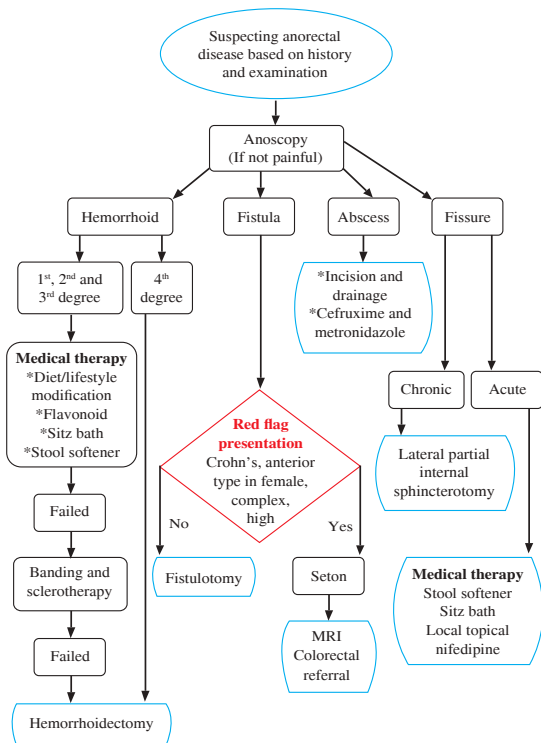 Suspecting anorectal
disease based on history
and examination
Anoscopy
(If not painful)
Hemorrhoid
Fistula
Abscess
Fissure
1st, 2nd and
3rd degree
4th
degree
*Incision and
drainage
*Cefruxime and
metronidazole
Medical therapy
*Diet/lifestyle
modification
*Flavonoid
*Sitz bath
*Stool softener
Chronic
Acute
Red flag
presentation
Crohn's, anterior
type in female,
complex,
high
Lateral partial
internal
sphincterotomy
Failed
No
Yes
Banding and
sclerotherapy
Fistulotomy
Seton
Medical therapy
Stool softener
Sitz bath
Local topical
nifedipine
Failed
MRI
Colorectal
referral
Hemorrhoidectomy